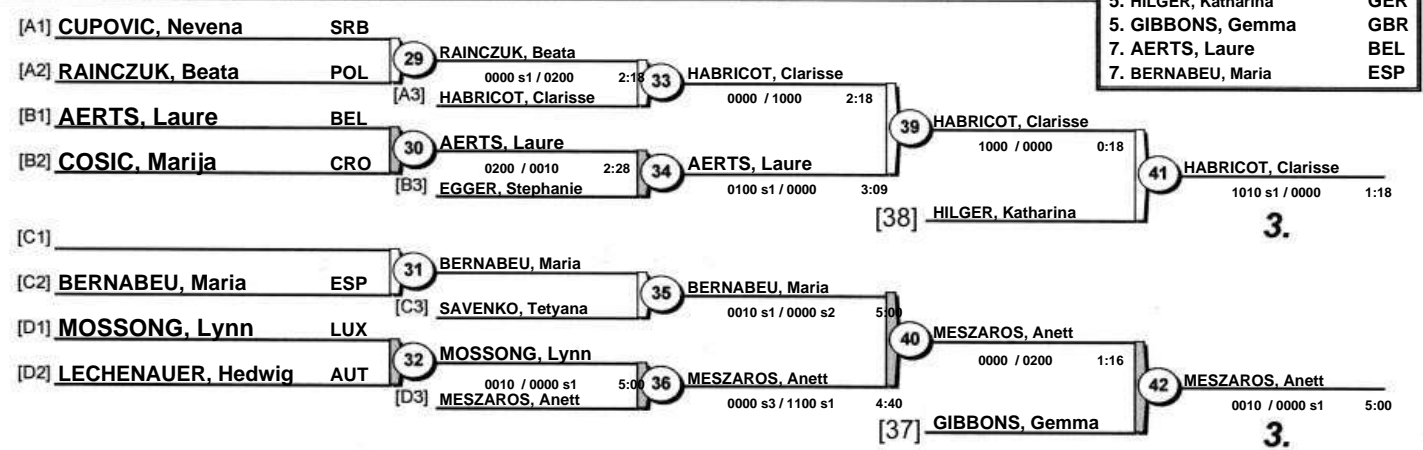 5. HILGER, Katharina GER
5. GIBBONS, Gemma GBR
7. AERTS, Laure BEL
7. BERNABEU, Maria ESP
[A1] CUPOVIC, Nevena SRB
29 RAINCZUK, Beata
[A2] RAINCZUK, Beata POL
0000 s1 / 0200 2:18
33 HABRICOT, Clarisse
[A3] HABRICOT, Clarisse
0000 / 1000 2:18
[B1] AERTS, Laure BEL
39 HABRICOT, Clarisse
30 AERTS, Laure
1000 / 0000 0:18
[B2] COSIC, Marija CRO
0200 / 0010 2:28
34 AERTS, Laure
41 HABRICOT, Clarisse
[B3] EGGER, Stephanie
0100 s1 / 0000 3:09
1010 s1 / 0000 1:18
[38] HILGER, Katharina
3.
[C1]
31 BERNABEU, Maria
[C2] BERNABEU, Maria ESP
35 BERNABEU, Maria
[C3] SAVENKO, Tetyana
0010 s1 / 0000 s2 5:00
[D1] MOSSONG, Lynn LUX
40 MESZAROS, Anett
32 MOSSONG, Lynn
0000 / 0200 1:16
[D2] LECHENAUER, Hedwig AUT
0010 / 0000 s1 5:00
36 MESZAROS, Anett
42 MESZAROS, Anett
[D3] MESZAROS, Anett
0000 s3 / 1100 s1 4:40
0010 / 0000 s1 5:00
[37] GIBBONS, Gemma
3.